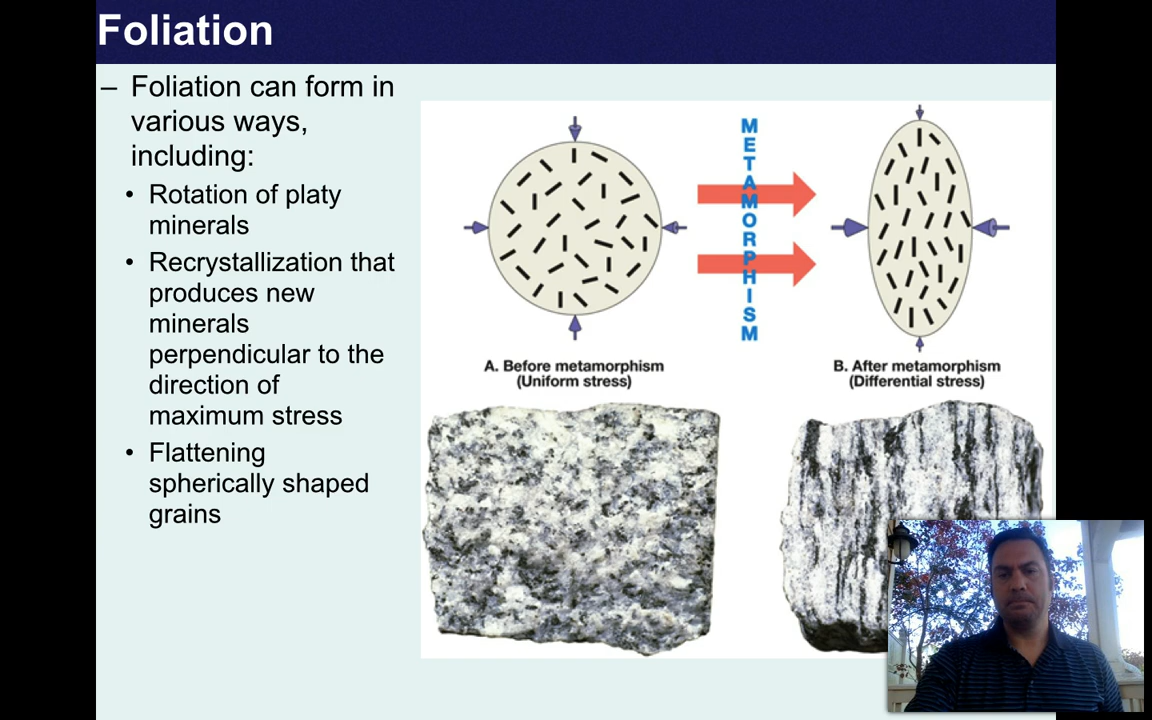 Foliation
– Foliation can form in
various ways,
including:
• Rotation of platy
minerals
• Recrystallization that
produces new
minerals
perpendicular to the
direction of
maximum stress
• Flattening
spherically shaped
grains
METAMORPHISM
A. Before metamorphism
(Uniform stress)
B. After metamorphism
(Differential stress)